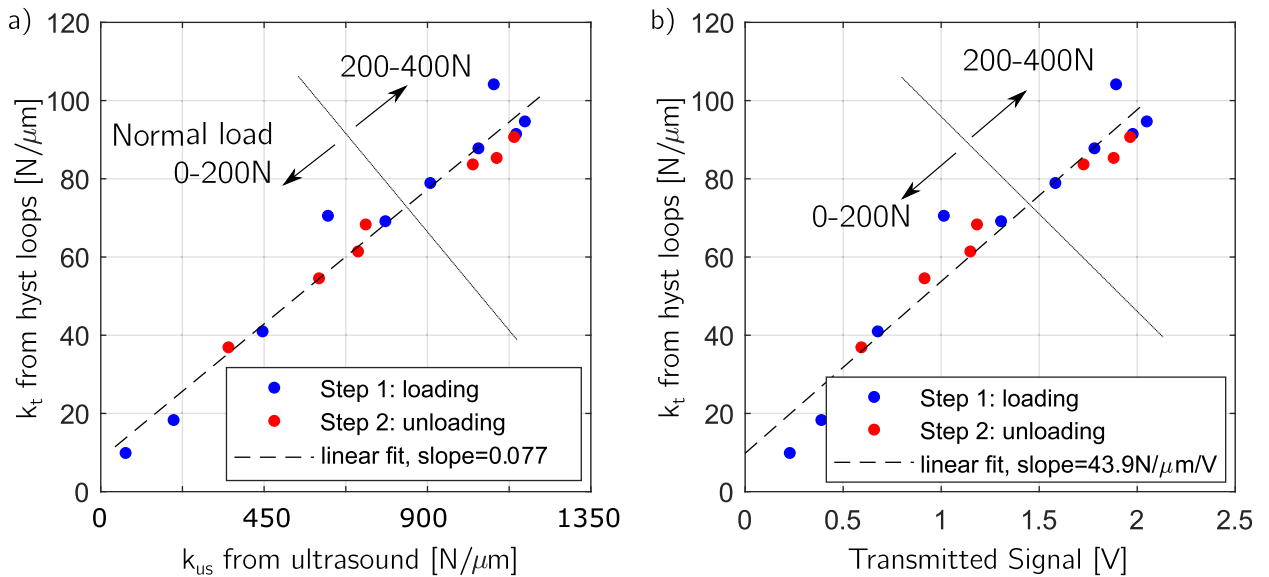 a)
120
100
80
60
40
20
0
kt from hyst loops [N/μm]
200-400N
Normal load
0-200N
Step 1: loading
Step 2: unloading
linear fit, slope=0.077
0 450 900 1350
kus from ultrasound [N/μm]
b)
120
100
80
60
40
20
0
kt from hyst loops [N/μm]
200-400N
0-200N
Step 1: loading
Step 2: unloading
linear fit, slope=43.9N/μm/V
0 0.5 1 1.5 2 2.5
Transmitted Signal [V]